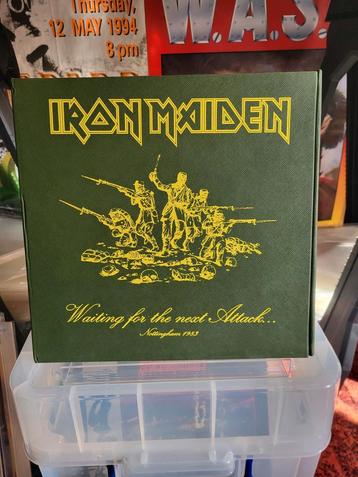 Thursday,
12 MAY 1994
8 pm
W.A.S.
IRON MAIDEN
Waiting for the next Attack...
Nottingham 1983